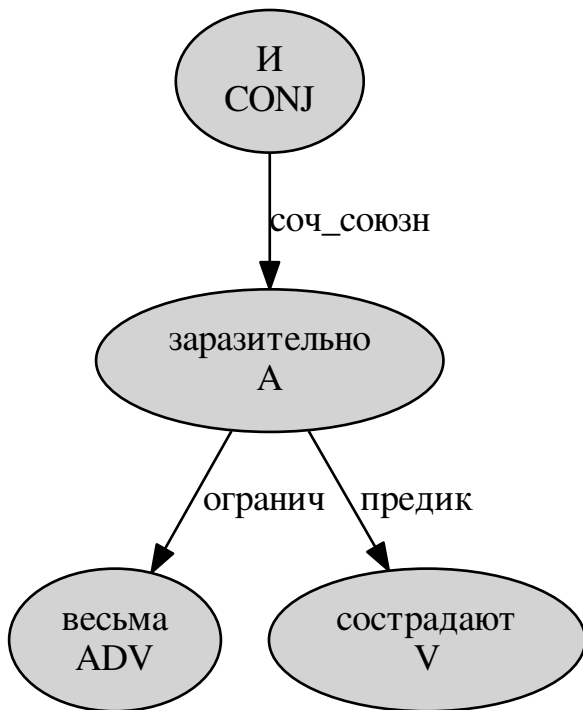 И
CONJ
соч_союзн
заразительно
A
огранич
предик
весьма
ADV
сострадают
V